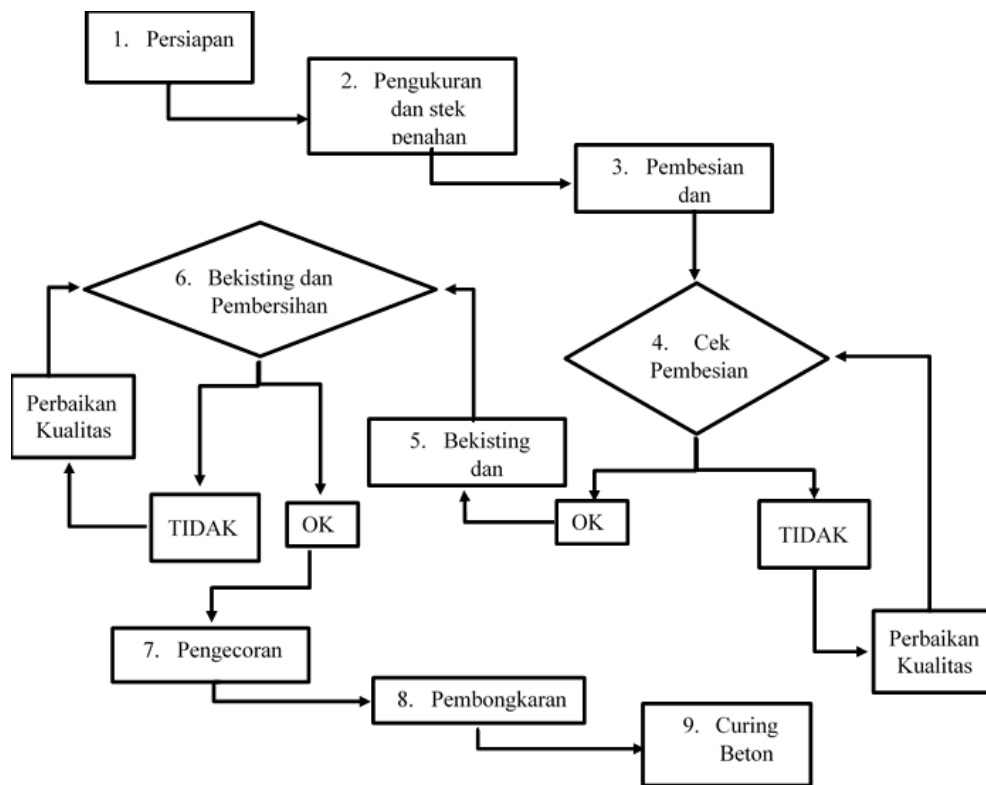 1. Persiapan
2. Pengukuran
dan stek
penahan
3. Pembesian
dan
4. Cek
Pembesian
OK
TIDAK
Perbaikan
Kualitas
5. Bekisting
dan
6. Bekisting dan
Pembersihan
TIDAK
OK
Perbaikan
Kualitas
7. Pengecoran
8. Pembongkaran
9. Curing
Beton